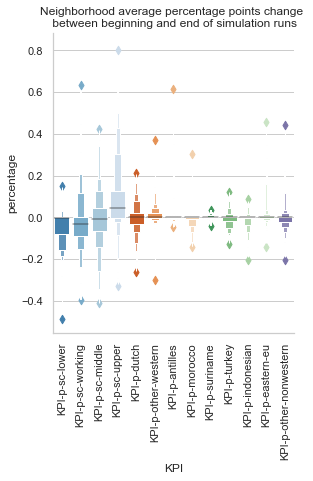 Neighborhood average percentage points change
between beginning and end of simulation runs
0.8
0.6
0.4
0.2
0.0
−0.2
−0.4
percentage
KPI-p-sc-lower
KPI-p-sc-working
KPI-p-sc-middle
KPI-p-sc-upper
KPI-p-dutch
KPI-p-other-western
KPI-p-antilles
KPI-p-morocco
KPI-p-suriname
KPI-p-turkey
KPI-p-indonesian
KPI-p-eastern-eu
KPI-p-other-nonwestern
KPI